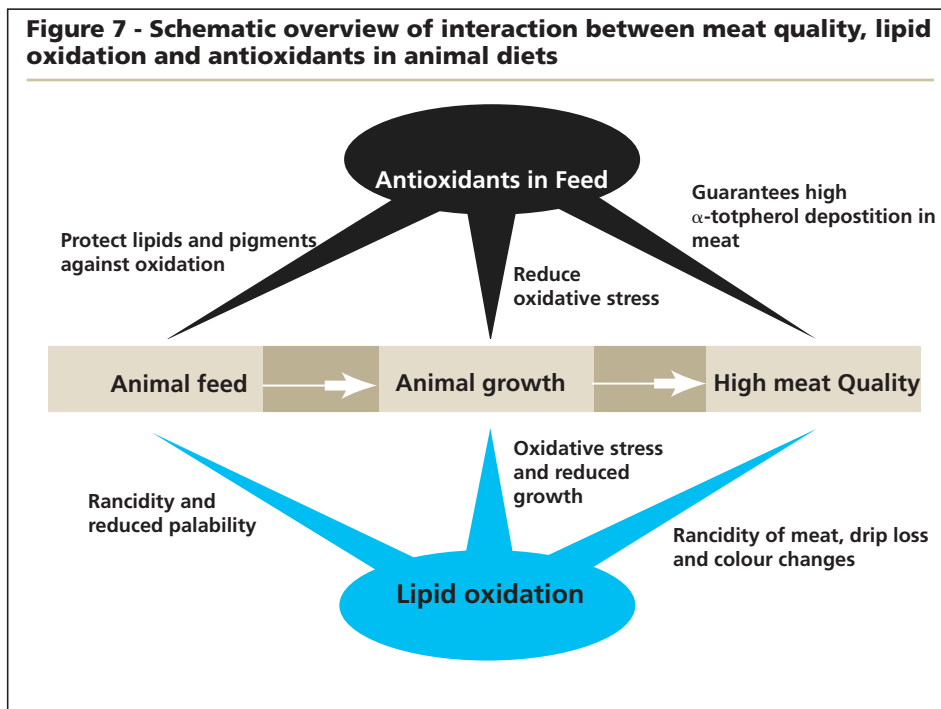 Figure 7 - Schematic overview of interaction between meat quality, lipid
oxidation and antioxidants in animal diets
Antioxidants in Feed
Guarantees high
α-totpherol depostition in
meat
Protect lipids and pigments
against oxidation
Reduce
oxidative stress
Animal feed
Animal growth
High meat Quality
Oxidative stress
and reduced
growth
Rancidity and
reduced palability
Rancidity of meat, drip loss
and colour changes
Lipid oxidation